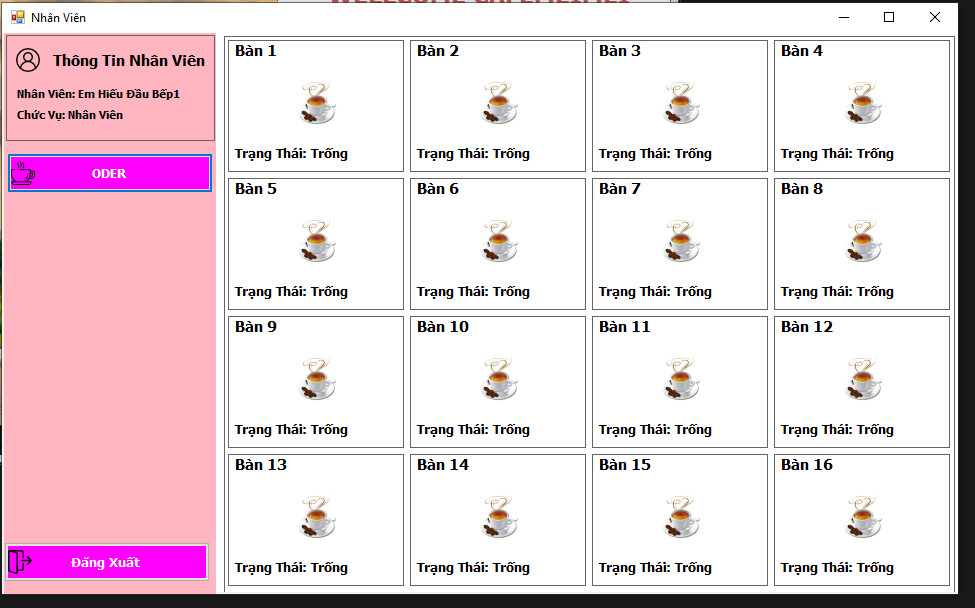 Nhân Viên
Thông Tin Nhân Viên
Nhân Viên: Em Hiếu Đầu Bếp1
Chức Vụ: Nhân Viên
ODER
Đăng Xuất
Bàn 1 Bàn 2 Bàn 3 Bàn 4
Trạng Thái: Trống Trạng Thái: Trống Trạng Thái: Trống Trạng Thái: Trống
Bàn 5 Bàn 6 Bàn 7 Bàn 8
Trạng Thái: Trống Trạng Thái: Trống Trạng Thái: Trống Trạng Thái: Trống
Bàn 9 Bàn 10 Bàn 11 Bàn 12
Trạng Thái: Trống Trạng Thái: Trống Trạng Thái: Trống Trạng Thái: Trống
Bàn 13 Bàn 14 Bàn 15 Bàn 16
Trạng Thái: Trống Trạng Thái: Trống Trạng Thái: Trống Trạng Thái: Trống